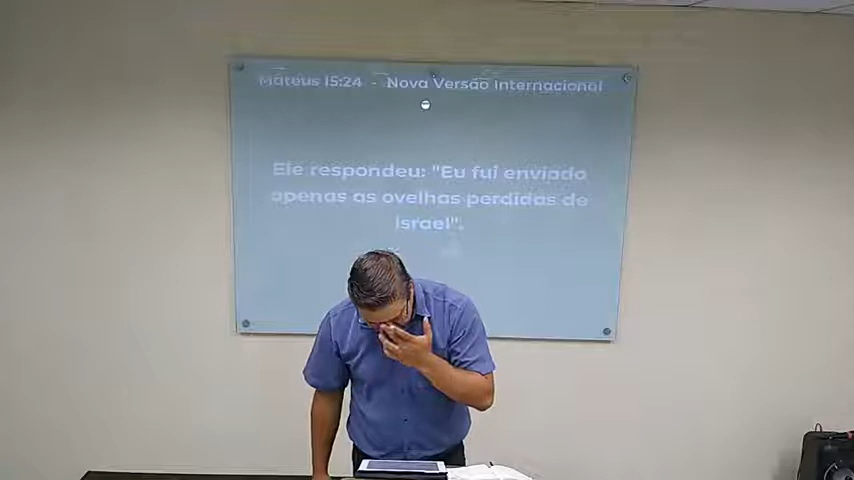 Mateus 15:24 - Nova Versão Internacional
Ele respondeu: "Eu fui enviado
apenas às ovelhas perdidas de
Israel".